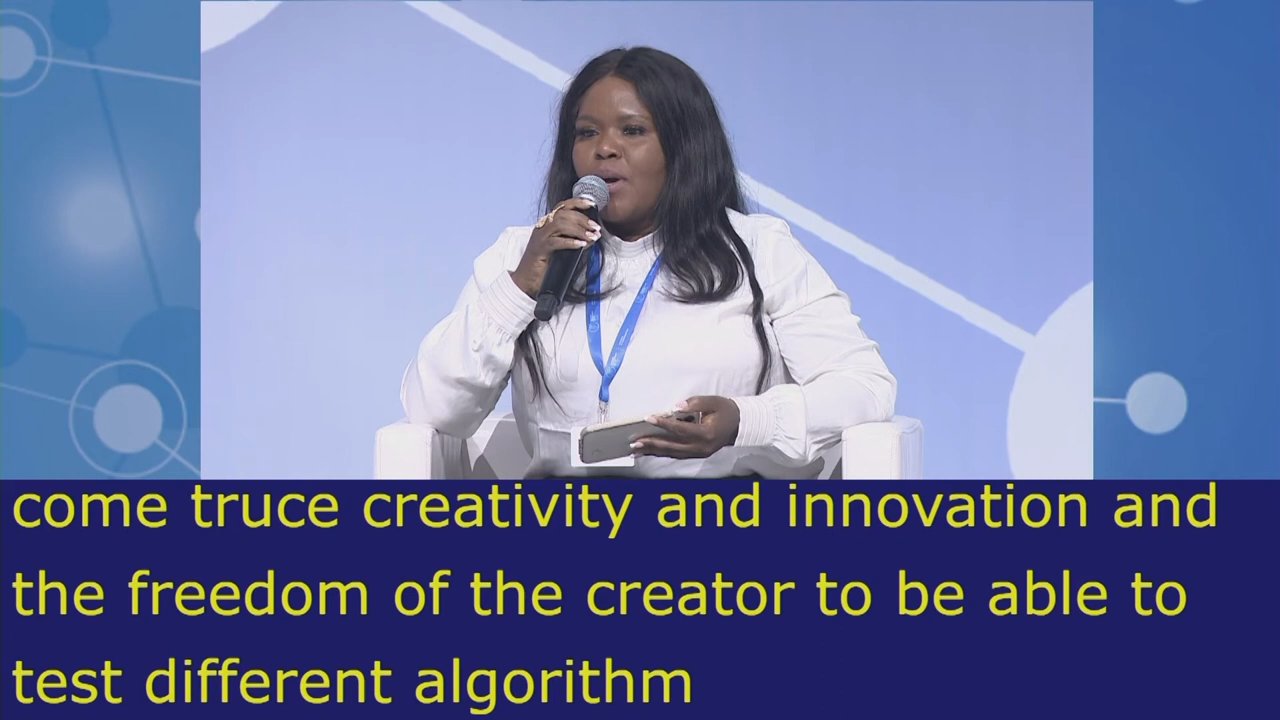 come truce creativity and innovation and
the freedom of the creator to be able to
test different algorithm